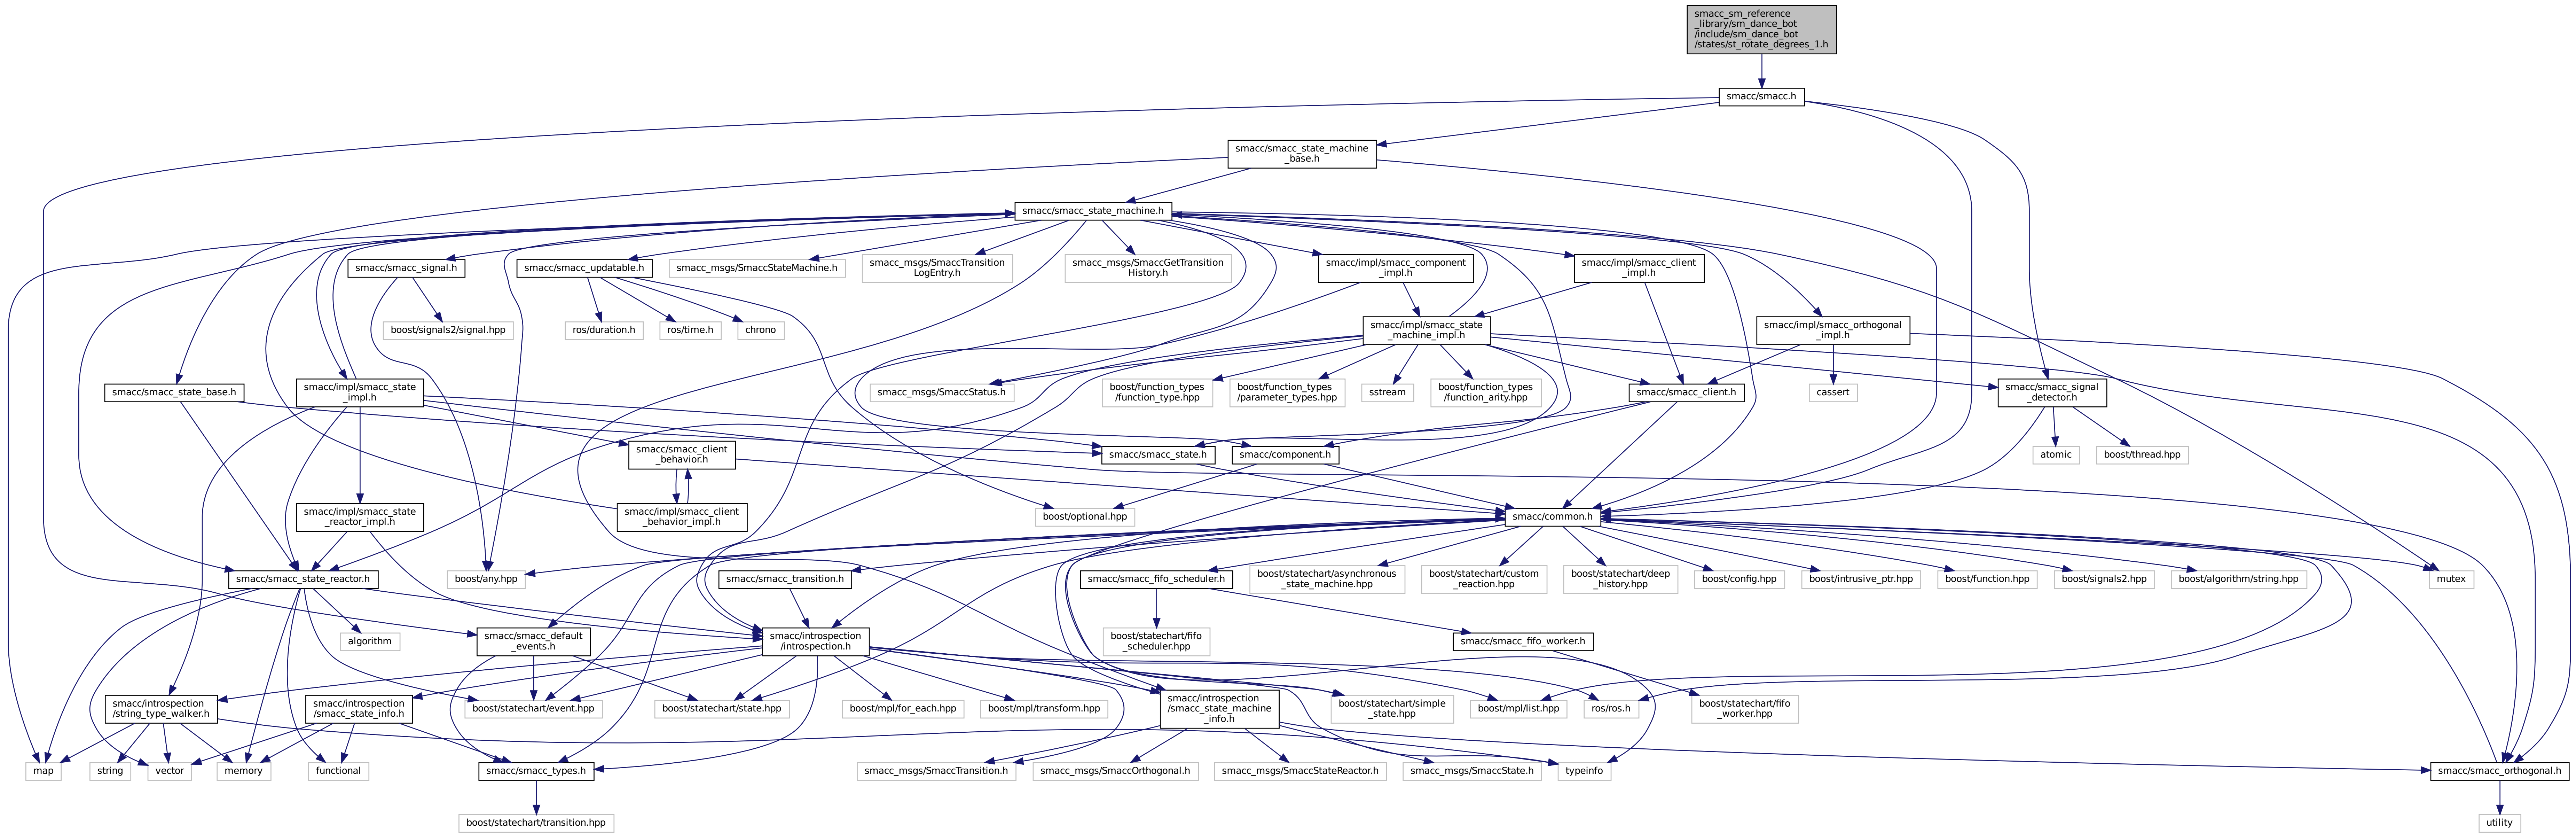 smacc_sm_reference
_library/sm_dance_bot
/include/sm_dance_bot
/states/st_rotate_degrees_1.h
smacc/smacc.h
smacc/smacc_state_machine
_base.h
smacc/smacc_state_machine.h
smacc/smacc_signal.h
smacc/smacc_updatable.h
smacc_msgs/SmaccStateMachine.h
smacc_msgs/SmaccTransition
LogEntry.h
smacc_msgs/SmaccGetTransition
History.h
smacc/impl/smacc_component
_impl.h
smacc/impl/smacc_client
_impl.h
boost/signals2/signal.hpp
ros/duration.h
ros/time.h
chrono
smacc/impl/smacc_state
_machine_impl.h
smacc/impl/smacc_orthogonal
_impl.h
smacc/smacc_state_base.h
smacc/impl/smacc_state
_impl.h
smacc_msgs/SmaccStatus.h
boost/function_types
/function_type.hpp
boost/function_types
/parameter_types.hpp
sstream
boost/function_types
/function_arity.hpp
smacc/smacc_client.h
cassert
smacc/smacc_signal
_detector.h
smacc/smacc_client
_behavior.h
smacc/smacc_state.h
smacc/component.h
atomic
boost/thread.hpp
smacc/impl/smacc_state
_reactor_impl.h
smacc/impl/smacc_client
_behavior_impl.h
boost/optional.hpp
smacc/common.h
smacc/smacc_state_reactor.h
boost/any.hpp
smacc/smacc_transition.h
smacc/smacc_fifo_scheduler.h
boost/statechart/asynchronous
_state_machine.hpp
boost/statechart/custom
_reaction.hpp
boost/statechart/deep
_history.hpp
boost/config.hpp
boost/intrusive_ptr.hpp
boost/function.hpp
boost/signals2.hpp
boost/algorithm/string.hpp
mutex
algorithm
smacc/smacc_default
_events.h
smacc/introspection
/introspection.h
boost/statechart/fifo
_scheduler.hpp
smacc/smacc_fifo_worker.h
smacc/introspection
/string_type_walker.h
smacc/introspection
/smacc_state_info.h
boost/statechart/event.hpp
boost/statechart/state.hpp
boost/mpl/for_each.hpp
boost/mpl/transform.hpp
smacc/introspection
/smacc_state_machine
_info.h
boost/statechart/simple
_state.hpp
boost/mpl/list.hpp
ros/ros.h
boost/statechart/fifo
_worker.hpp
map
string
vector
memory
functional
smacc/smacc_types.h
smacc_msgs/SmaccTransition.h
smacc_msgs/SmaccOrthogonal.h
smacc_msgs/SmaccStateReactor.h
smacc_msgs/SmaccState.h
typeinfo
smacc/smacc_orthogonal.h
boost/statechart/transition.hpp
utility